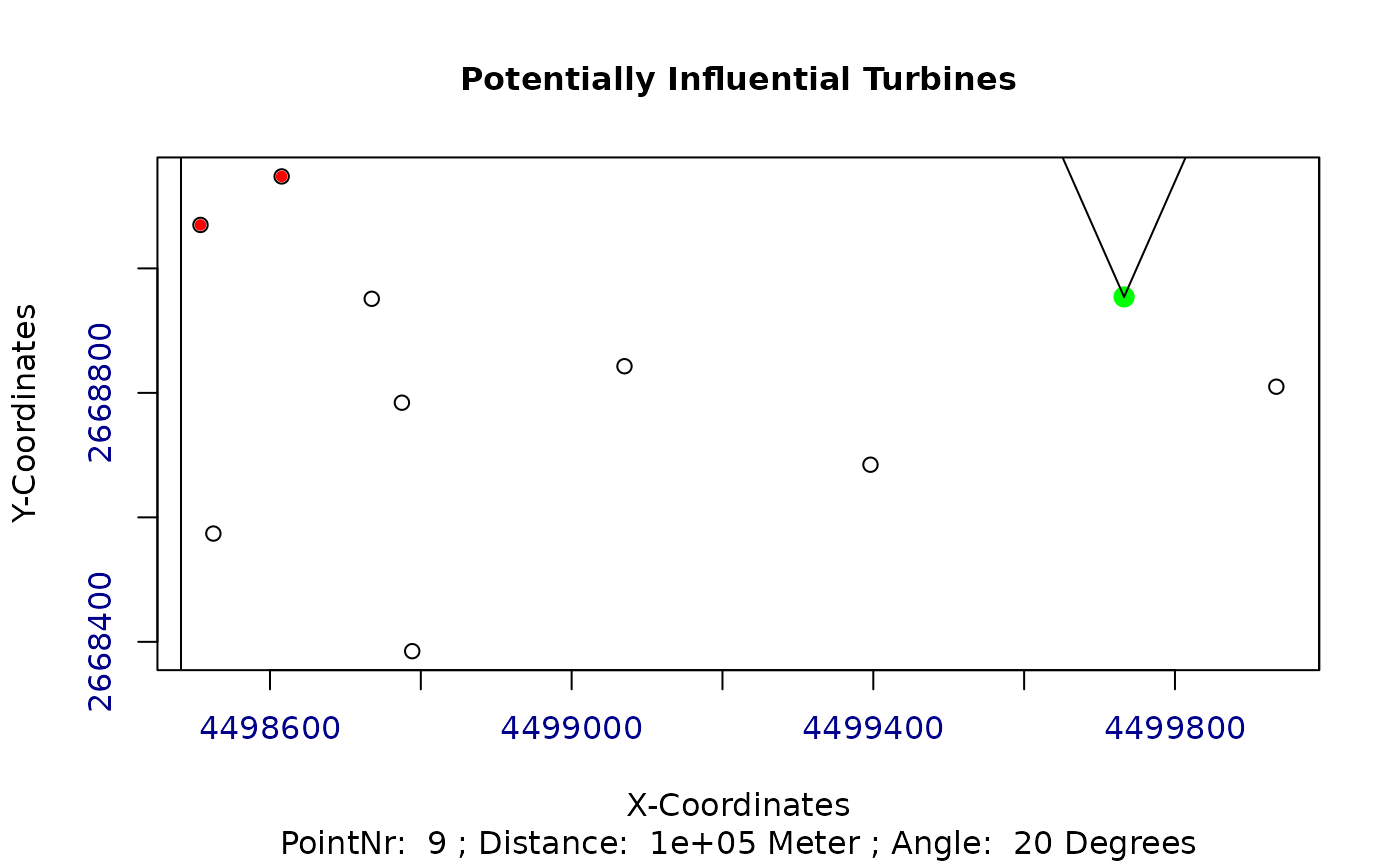 Potentially Influential Turbines
Y-Coordinates
2668800
2668400
4498600 4499000 4499400 4499800
X-Coordinates
PointNr: 9 ; Distance: 1e+05 Meter ; Angle: 20 Degrees